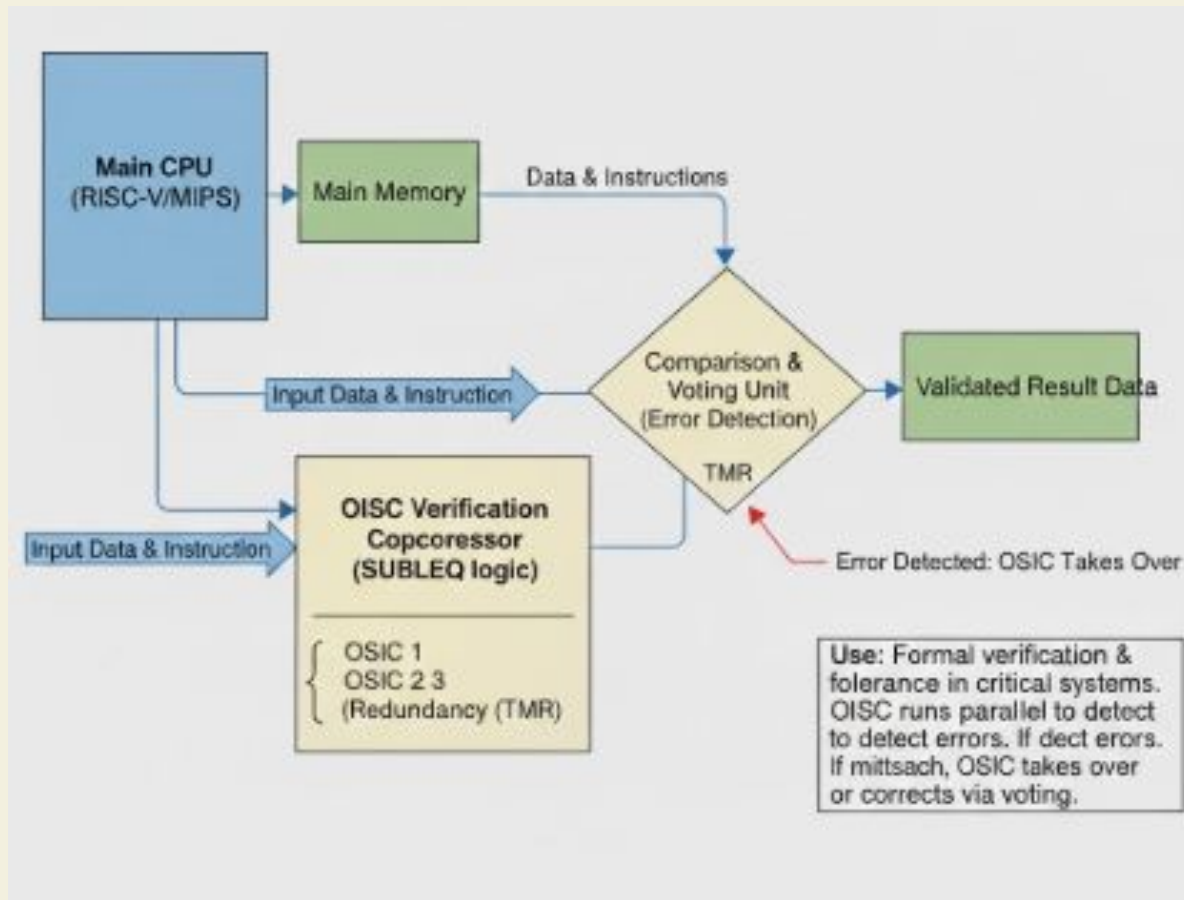 Main CPU
(RISC-V/MIPS)
Main Memory
Data & Instructions
Comparison &
Voting Unit
(Error Detection)
TMR
Validated Result Data
Input Data & Instruction
OISC Verification
Copcoressor
(SUBLEQ logic)
Input Data & Instruction
OSIC 1
OSIC 2 3
(Redundancy (TMR)
Error Detected: OSIC Takes Over
Use: Formal verification &
folerance in critical systems.
OISC runs parallel to detect
to detect errors. If dect erors.
If mittsach, OSIC takes over
or corrects via voting.